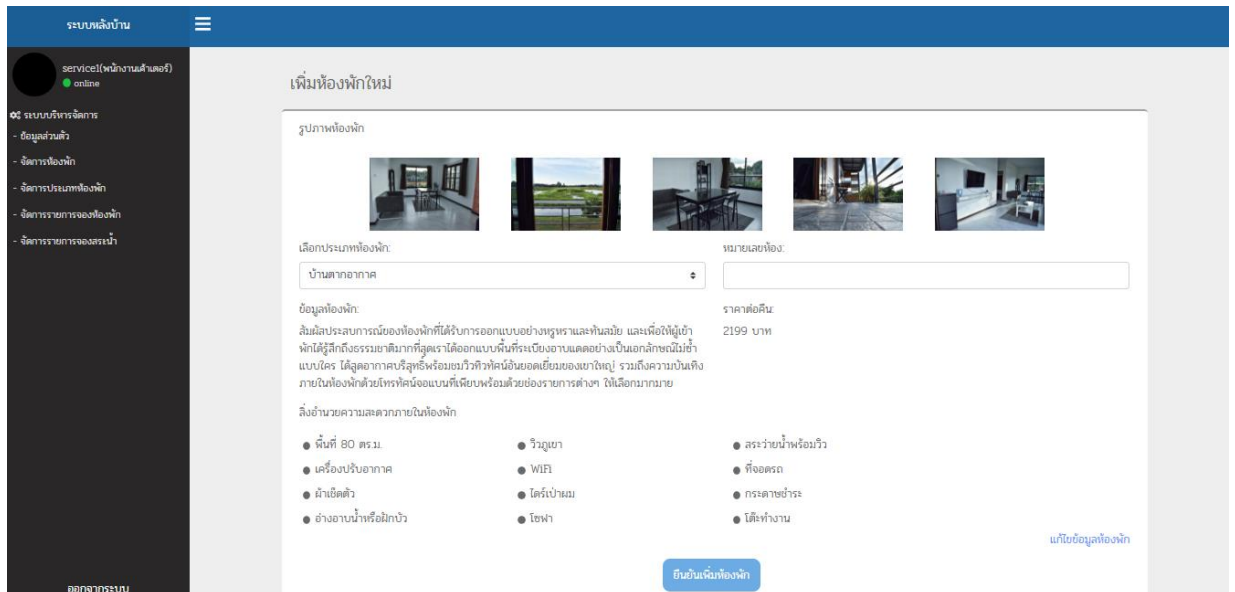 ระบบหลังบ้าน
service1(พนักงานเค้าเตอร์)
online
ระบบบริหารจัดการ
- ข้อมูลส่วนตัว
- จัดการห้องพัก
- จัดการประเภทห้องพัก
- จัดการรายการจองห้องพัก
- จัดการรายการจองสระน้ำ
ออกจากระบบ
เพิ่มห้องพักใหม่
รูปภาพห้องพัก
เลือกประเภทห้องพัก:
หมายเลขห้อง:
บ้านตากอากาศ
ข้อมูลห้องพัก:
ราคาต่อคืน:
สัมผัสประสบการณ์ของห้องพักที่ได้รับการออกแบบอย่างหรูหราและทันสมัย และเพื่อให้ผู้เข้า
2199 บาท
พักได้รู้สึกถึงธรรมชาติมากที่สุดเราได้ออกแบบพื้นที่ระเบียงอาบแดดอย่างเป็นเอกลักษณ์ไม่ซ้ำ
แบบใคร ได้สูดอากาศบริสุทธิ์พร้อมชมวิวทิวทัศน์อันยอดเยี่ยมของเขาใหญ่ รวมถึงความบันเทิง
ภายในห้องพักด้วยโทรทัศน์จอแบนที่เพียบพร้อมด้วยช่องรายการต่างๆ ให้เลือกมากมาย
สิ่งอำนวยความสะดวกภายในห้องพัก
พื้นที่ 80 ตร.ม.
วิวภูเขา
สระว่ายน้ำพร้อมวิว
เครื่องปรับอากาศ
WiFi
ที่จอดรถ
ผ้าเช็ดตัว
ไดร์เป่าผม
กระดาษชำระ
อ่างอาบน้ำหรือฝักบัว
โซฟา
โต๊ะทำงาน
แก้ไขข้อมูลห้องพัก
ยืนยันเพิ่มห้องพัก